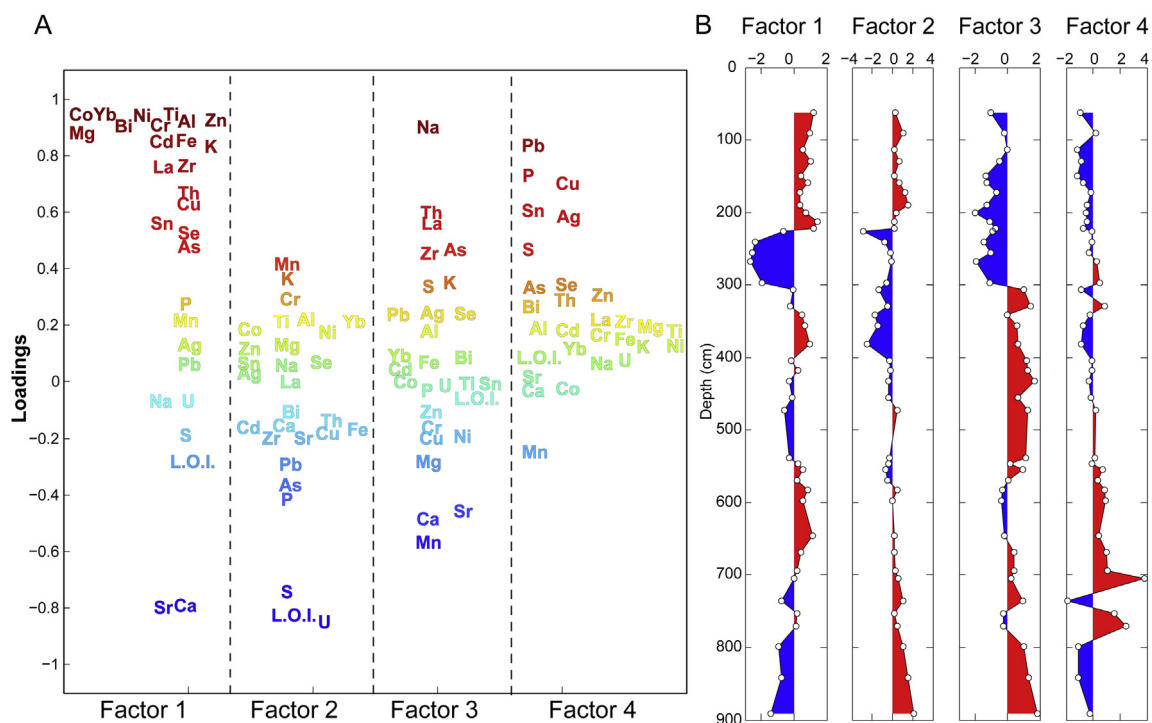 A
B
Factor 1 Factor 2 Factor 3 Factor 4
−2 0 2 −4 −2 0 2 4 −2 0 2 −2 0 2 4
0
100
200
300
400
500
600
700
800
900
Depth (cm)
Loadings
1
0.8
0.6
0.4
0.2
0
−0.2
−0.4
−0.6
−0.8
−1
Co Yb Bi Ni Cr Ti Al Zn
Mg Cd Fe K
La Zr
Th
Cu
Sn Se
As
P
Mn
Ag
Pb
Na U
S
L.O.I.
Sr Ca
Mn
K
Cr
Co Ti Al Ni Yb
Zn Mg
Sn Na Se
Ag La
Bi
Cd Ca Th Fe
Zr Sr Cu
Pb
As
P
S
L.O.I. U
Na
Th
La
Zr As
S K
Pb Ag Se
Al
Yb Fe Bi
Cd
Co P U Ti Sn
L.O.I.
Zn
Cr
Cu Ni
Mg
Ca Sr
Mn
Pb
P Cu
Sn Ag
S
As Se Zn
Bi Th
Al Cd La Zr Mg Ti
Cr Fe K Ni
L.O.I. Yb Nb U
Sr
Ca Co
Mn
Factor 1 Factor 2 Factor 3 Factor 4